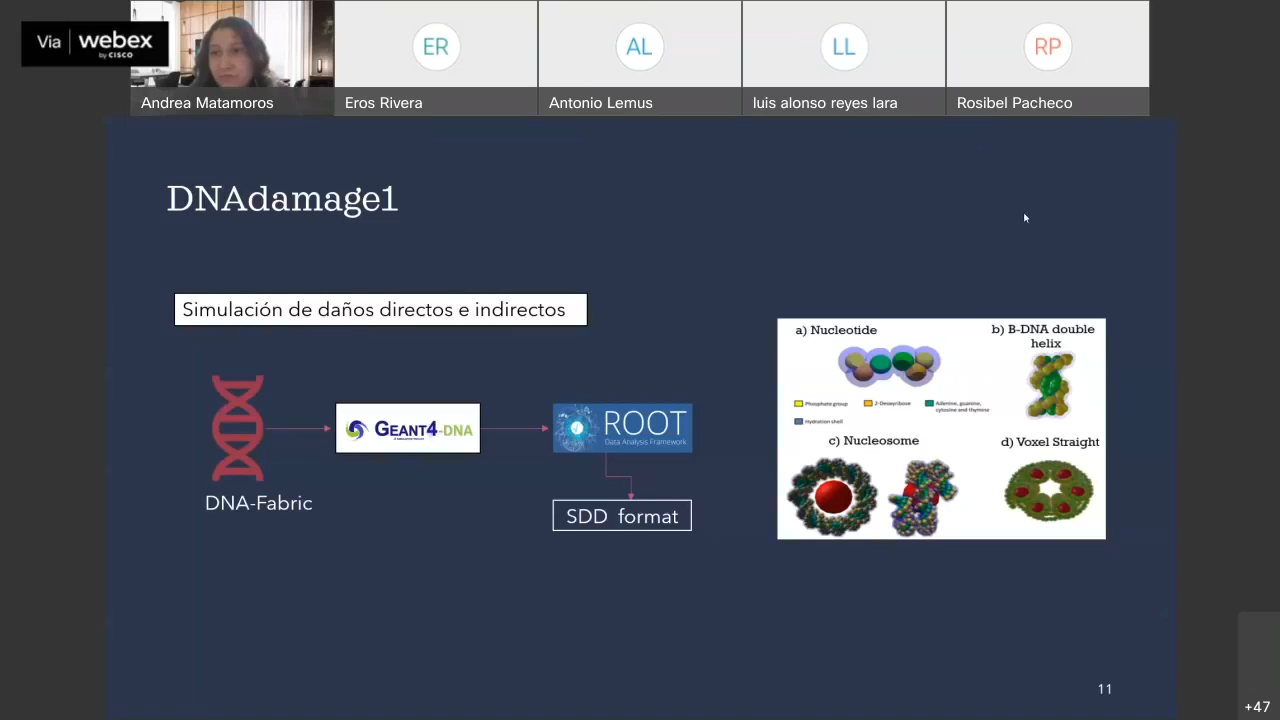 Via webex
by CISCO
ER
AL
LL
RP
Andrea Matamoros
Eros Rivera
Antonio Lemus
luis alonso reyes lara
Rosibel Pacheco
DNAdamage1
Simulación de daños directos e indirectos
DNA-Fabric
GEANT4-DNA
ROOT
Data Analysis Framework
SDD format
a) Nucleotide
b) B-DNA double
helix
Phosphate group
2-Deoxyribose
Adenine, guanine,
cytosine and thymine
Hydration shell
c) Nucleosome
d) Voxel Straight
11
+47